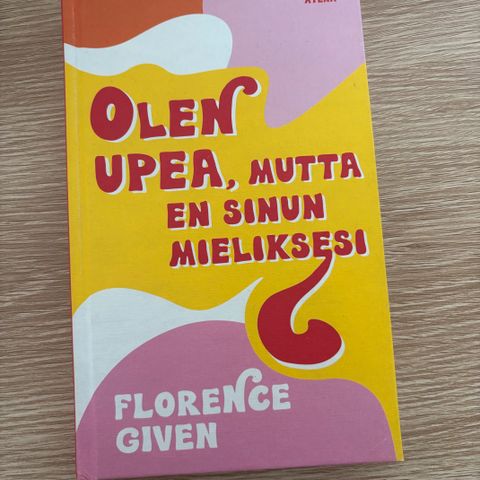 OLEN
UPEA, MUTTA
EN SINUN
MIELIKSESI
FLORENCE
GIVEN